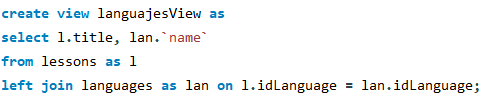 create view languajesView as
select l.title, lan.`name`
from lessons as l
left join languages as lan on l.idLanguage = lan.idLanguage;